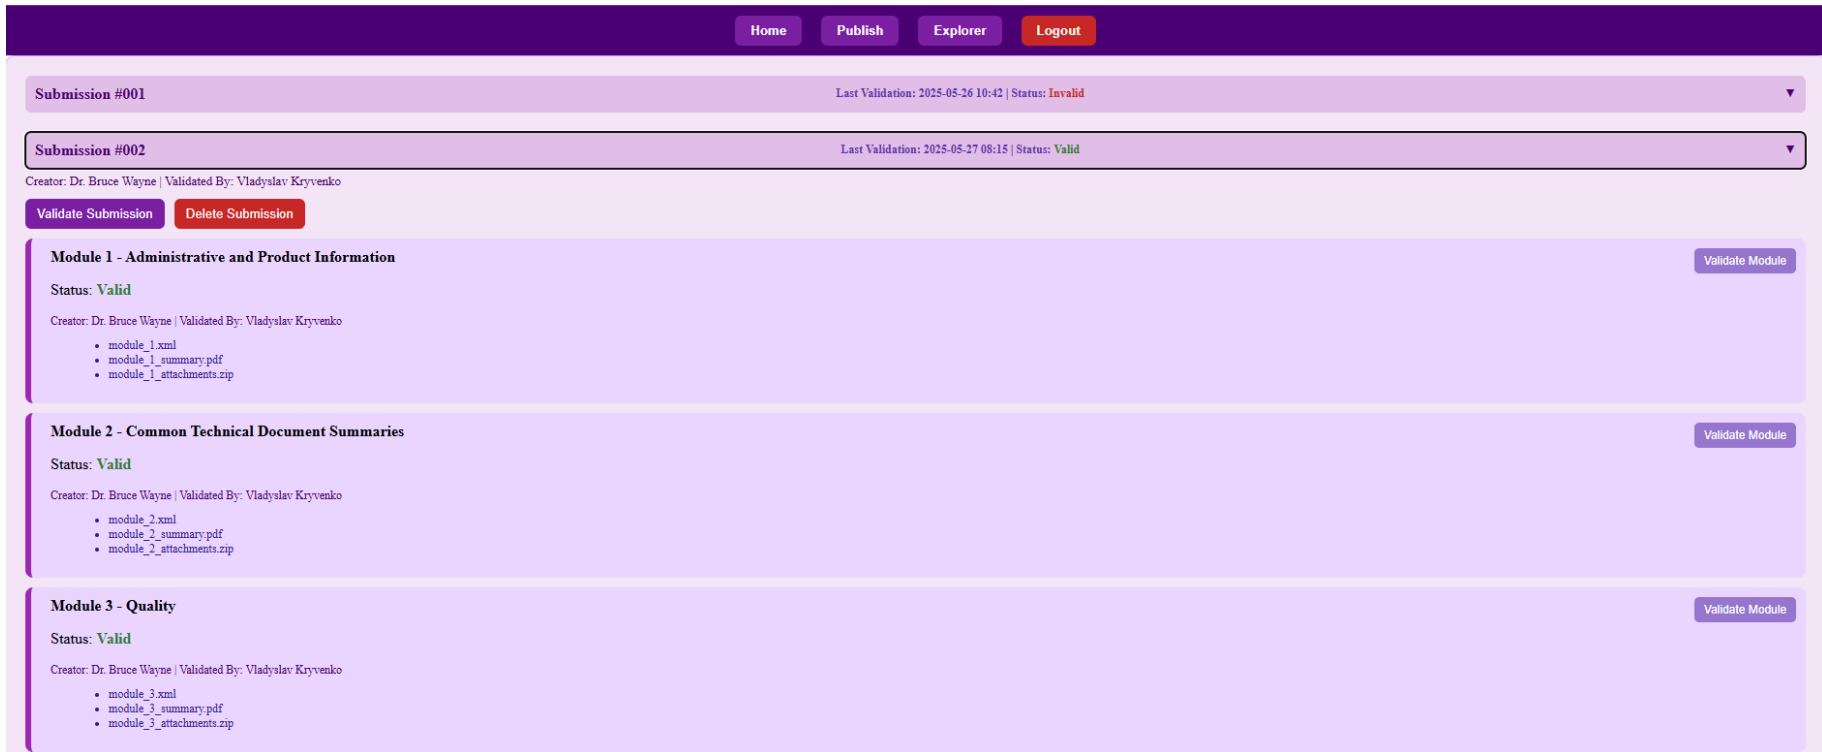 Home Publish Explorer Logout
Submission #001 Last Validation: 2025-05-26 10:42 | Status: Invalid ▼
Submission #002 Last Validation: 2025-05-27 08:15 | Status: Valid ▼
Creator: Dr. Bruce Wayne | Validated By: Vladyslav Kryvenko
Validate Submission Delete Submission
Module 1 - Administrative and Product Information Validate Module
Status: Valid
Creator: Dr. Bruce Wayne | Validated By: Vladyslav Kryvenko
• module_1.xml
• module_1_summary.pdf
• module_1_attachments.zip
Module 2 - Common Technical Document Summaries Validate Module
Status: Valid
Creator: Dr. Bruce Wayne | Validated By: Vladyslav Kryvenko
• module_2.xml
• module_2_summary.pdf
• module_2_attachments.zip
Module 3 - Quality Validate Module
Status: Valid
Creator: Dr. Bruce Wayne | Validated By: Vladyslav Kryvenko
• module_3.xml
• module_3_summary.pdf
• module_3_attachments.zip